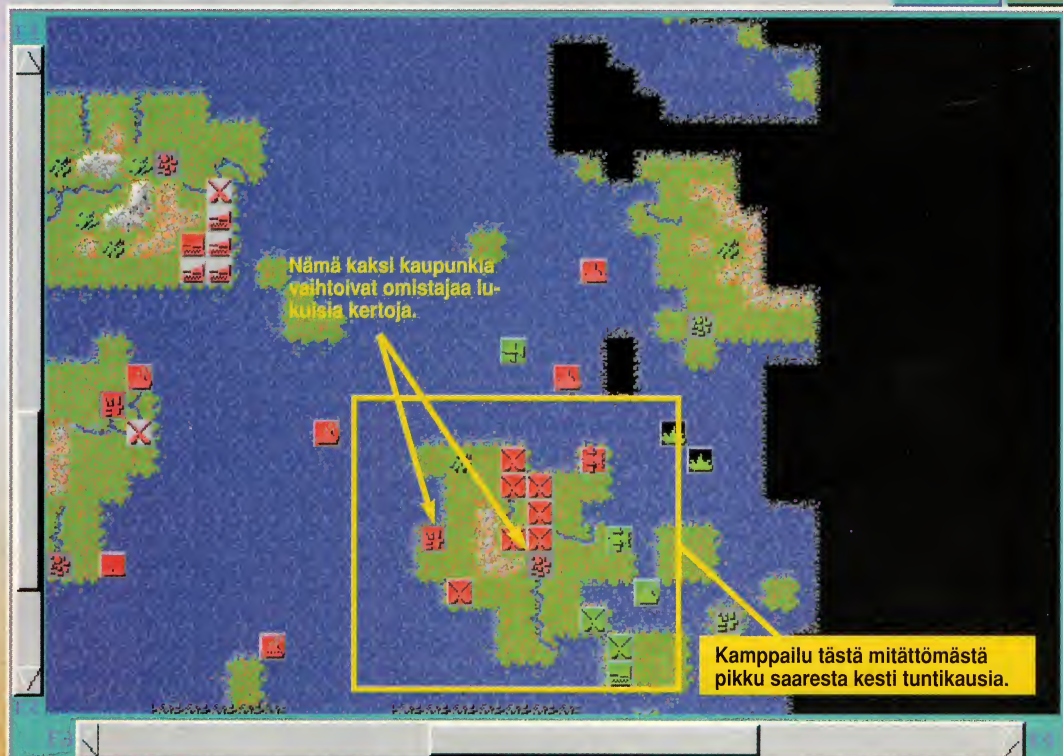 Nämä kaksi kaupunkia
vaihtoivat omistajaa lu-
kuisia kertoja.
Kamppailu tästä mitättömästä
pikku saaresta kesti tuntikausia.